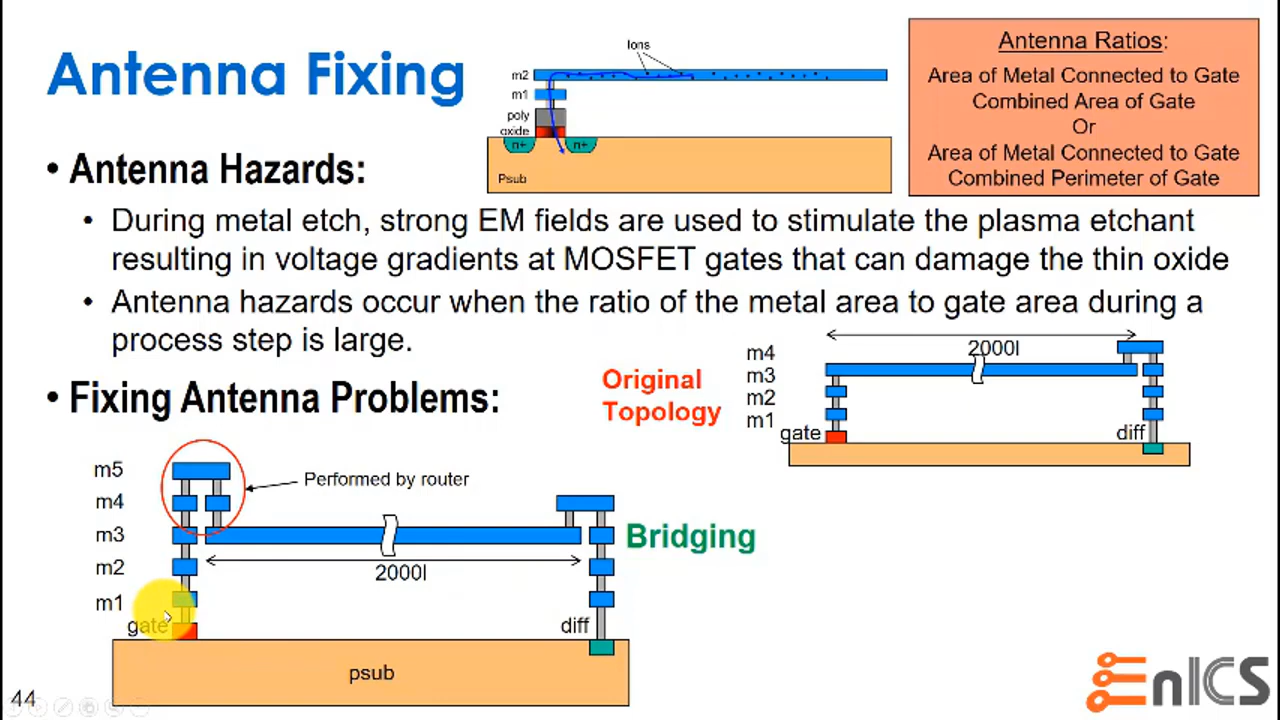 Antenna Fixing
Ions
m2
m1
poly
oxide
n+
n+
Psub
Antenna Ratios:
Area of Metal Connected to Gate
Combined Area of Gate
Or
Area of Metal Connected to Gate
Combined Perimeter of Gate
• Antenna Hazards:
• During metal etch, strong EM fields are used to stimulate the plasma etchant
resulting in voltage gradients at MOSFET gates that can damage the thin oxide
• Antenna hazards occur when the ratio of the metal area to gate area during a
process step is large.
• Fixing Antenna Problems:
Original
Topology
2000l
m4
m3
m2
m1
gate
diff
m5
m4
m3
m2
m1
gate
Performed by router
2000l
diff
psub
Bridging
44
EnICS